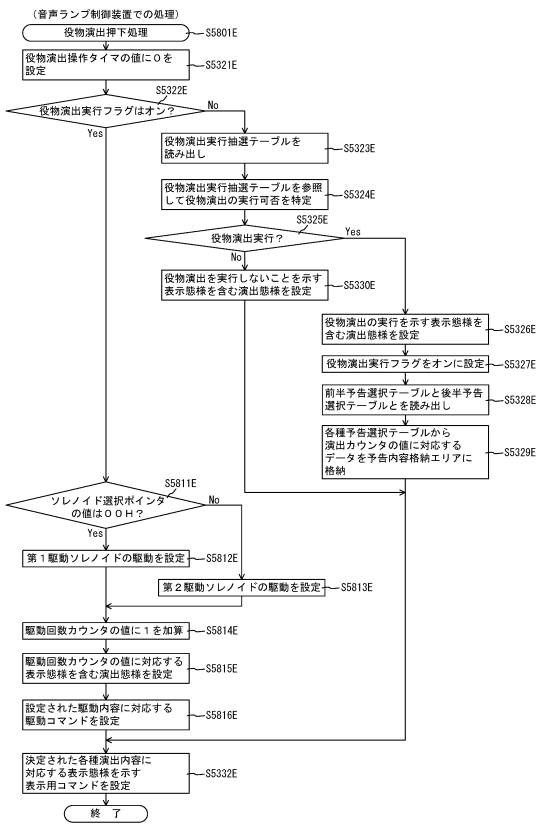 （音声ランプ制御装置での処理）
役物演出押下処理
S5801E
役物演出操作タイマの値に０を
設定
S5321E
役物演出実行フラグはオン？
S5322E
No
Yes
役物演出実行抽選テーブルを
読み出し
S5323E
役物演出実行抽選テーブルを参照
して役物演出の実行可否を特定
S5324E
役物演出実行？
S5325E
Yes
No
役物演出を実行しないことを示す
表示態様を含む演出態様を設定
S5330E
役物演出の実行を示す表示態様を
含む演出態様を設定
S5326E
役物演出実行フラグをオンに設定
S5327E
前半予告選択テーブルと後半予告
選択テーブルとを読み出し
S5328E
各種予告選択テーブルから
演出カウンタの値に対応する
データを予告内容格納エリアに
格納
S5329E
ソレノイド選択ポインタ
の値は００Ｈ？
S5811E
No
Yes
第１駆動ソレノイドの駆動を設定
S5812E
第２駆動ソレノイドの駆動を設定
S5813E
駆動回数カウンタの値に１を加算
S5814E
駆動回数カウンタの値に対応する
表示態様を含む演出態様を設定
S5815E
設定された駆動内容に対応する
駆動コマンドを設定
S5816E
決定された各種演出内容に
対応する表示態様を示す
表示用コマンドを設定
S5332E
終　了